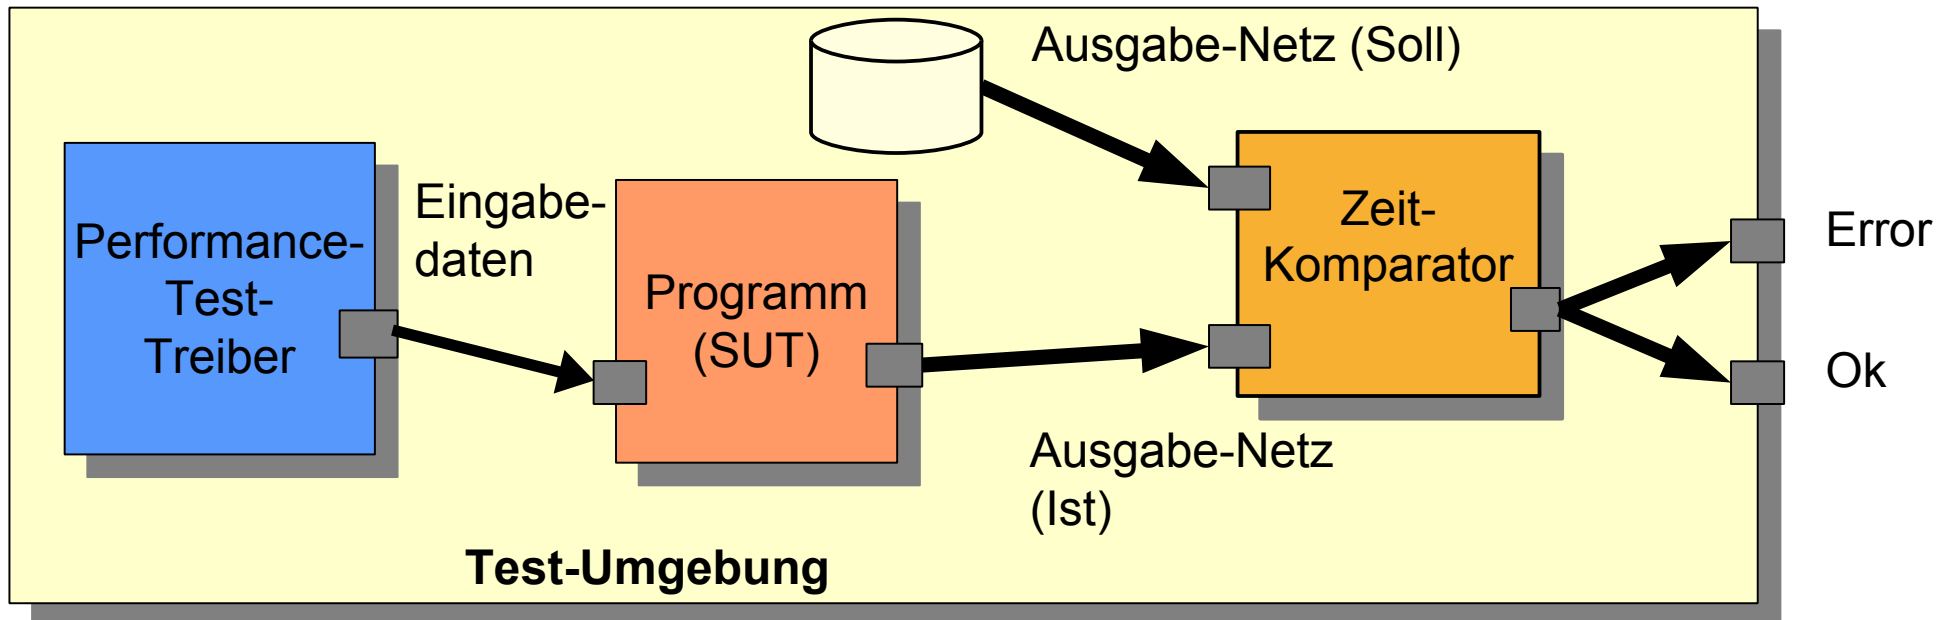 Ausgabe-Netz (Soll)
Performance-
Test-
Treiber
Eingabe-
daten
Programm
(SUT)
Zeit-
Komparator
Error
Ok
Ausgabe-Netz
(Ist)
Test-Umgebung